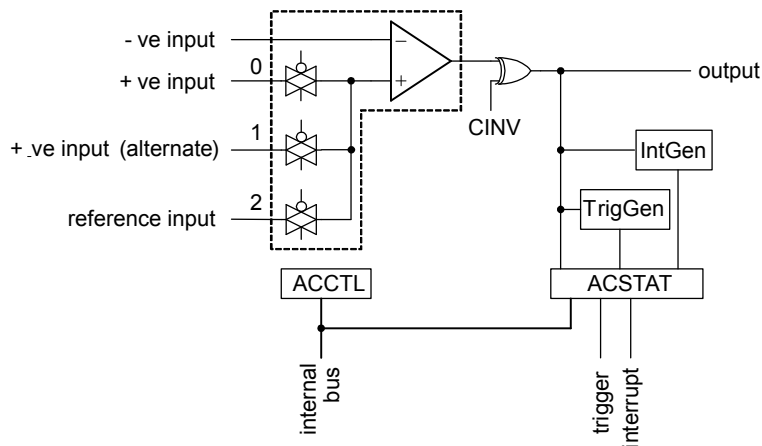 - ve input
0
+ ve input
output
CINV
1
+ -ve input (alternate)
IntGen
2
reference input
TrigGen
-
+
ACCTL
ACSTAT
internal
bus
trigger
interrupt